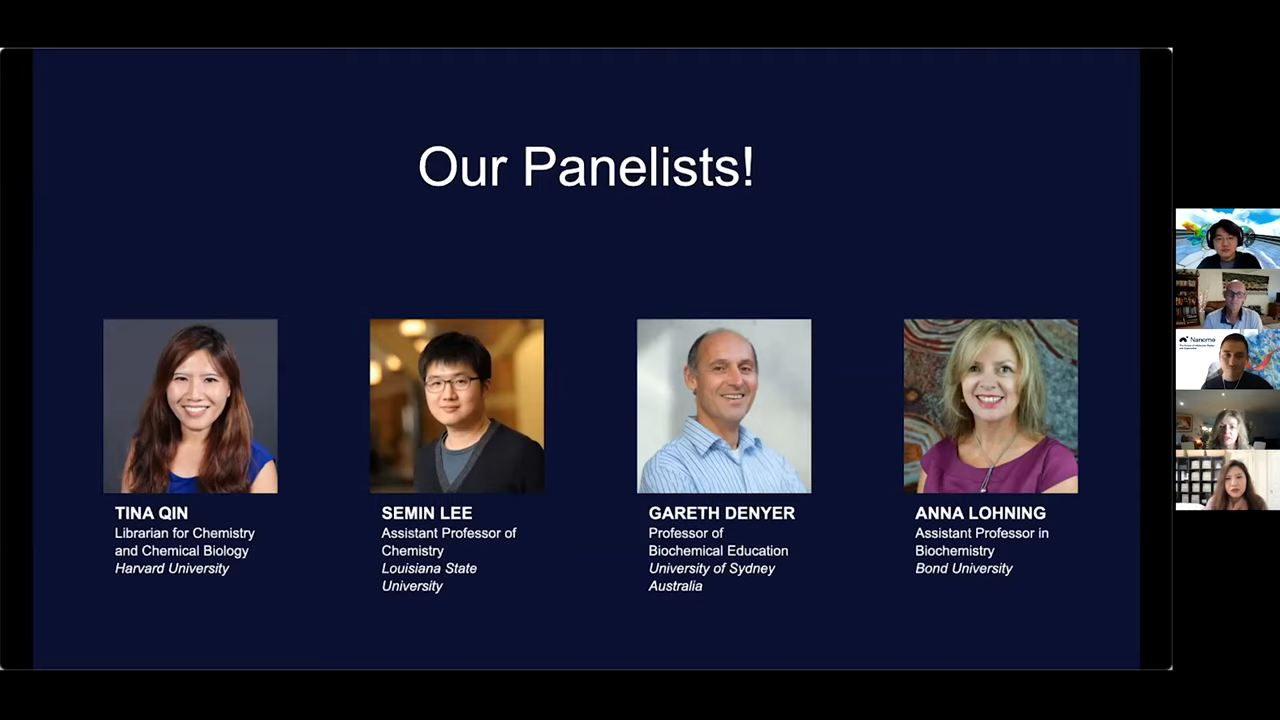 Our Panelists!
TINA QIN
Librarian for Chemistry
and Chemical Biology
Harvard University
SEMIN LEE
Assistant Professor of
Chemistry
Louisiana State
University
GARETH DENYER
Professor of
Biochemical Education
University of Sydney
Australia
ANNA LOHNING
Assistant Professor in
Biochemistry
Bond University
Nanome